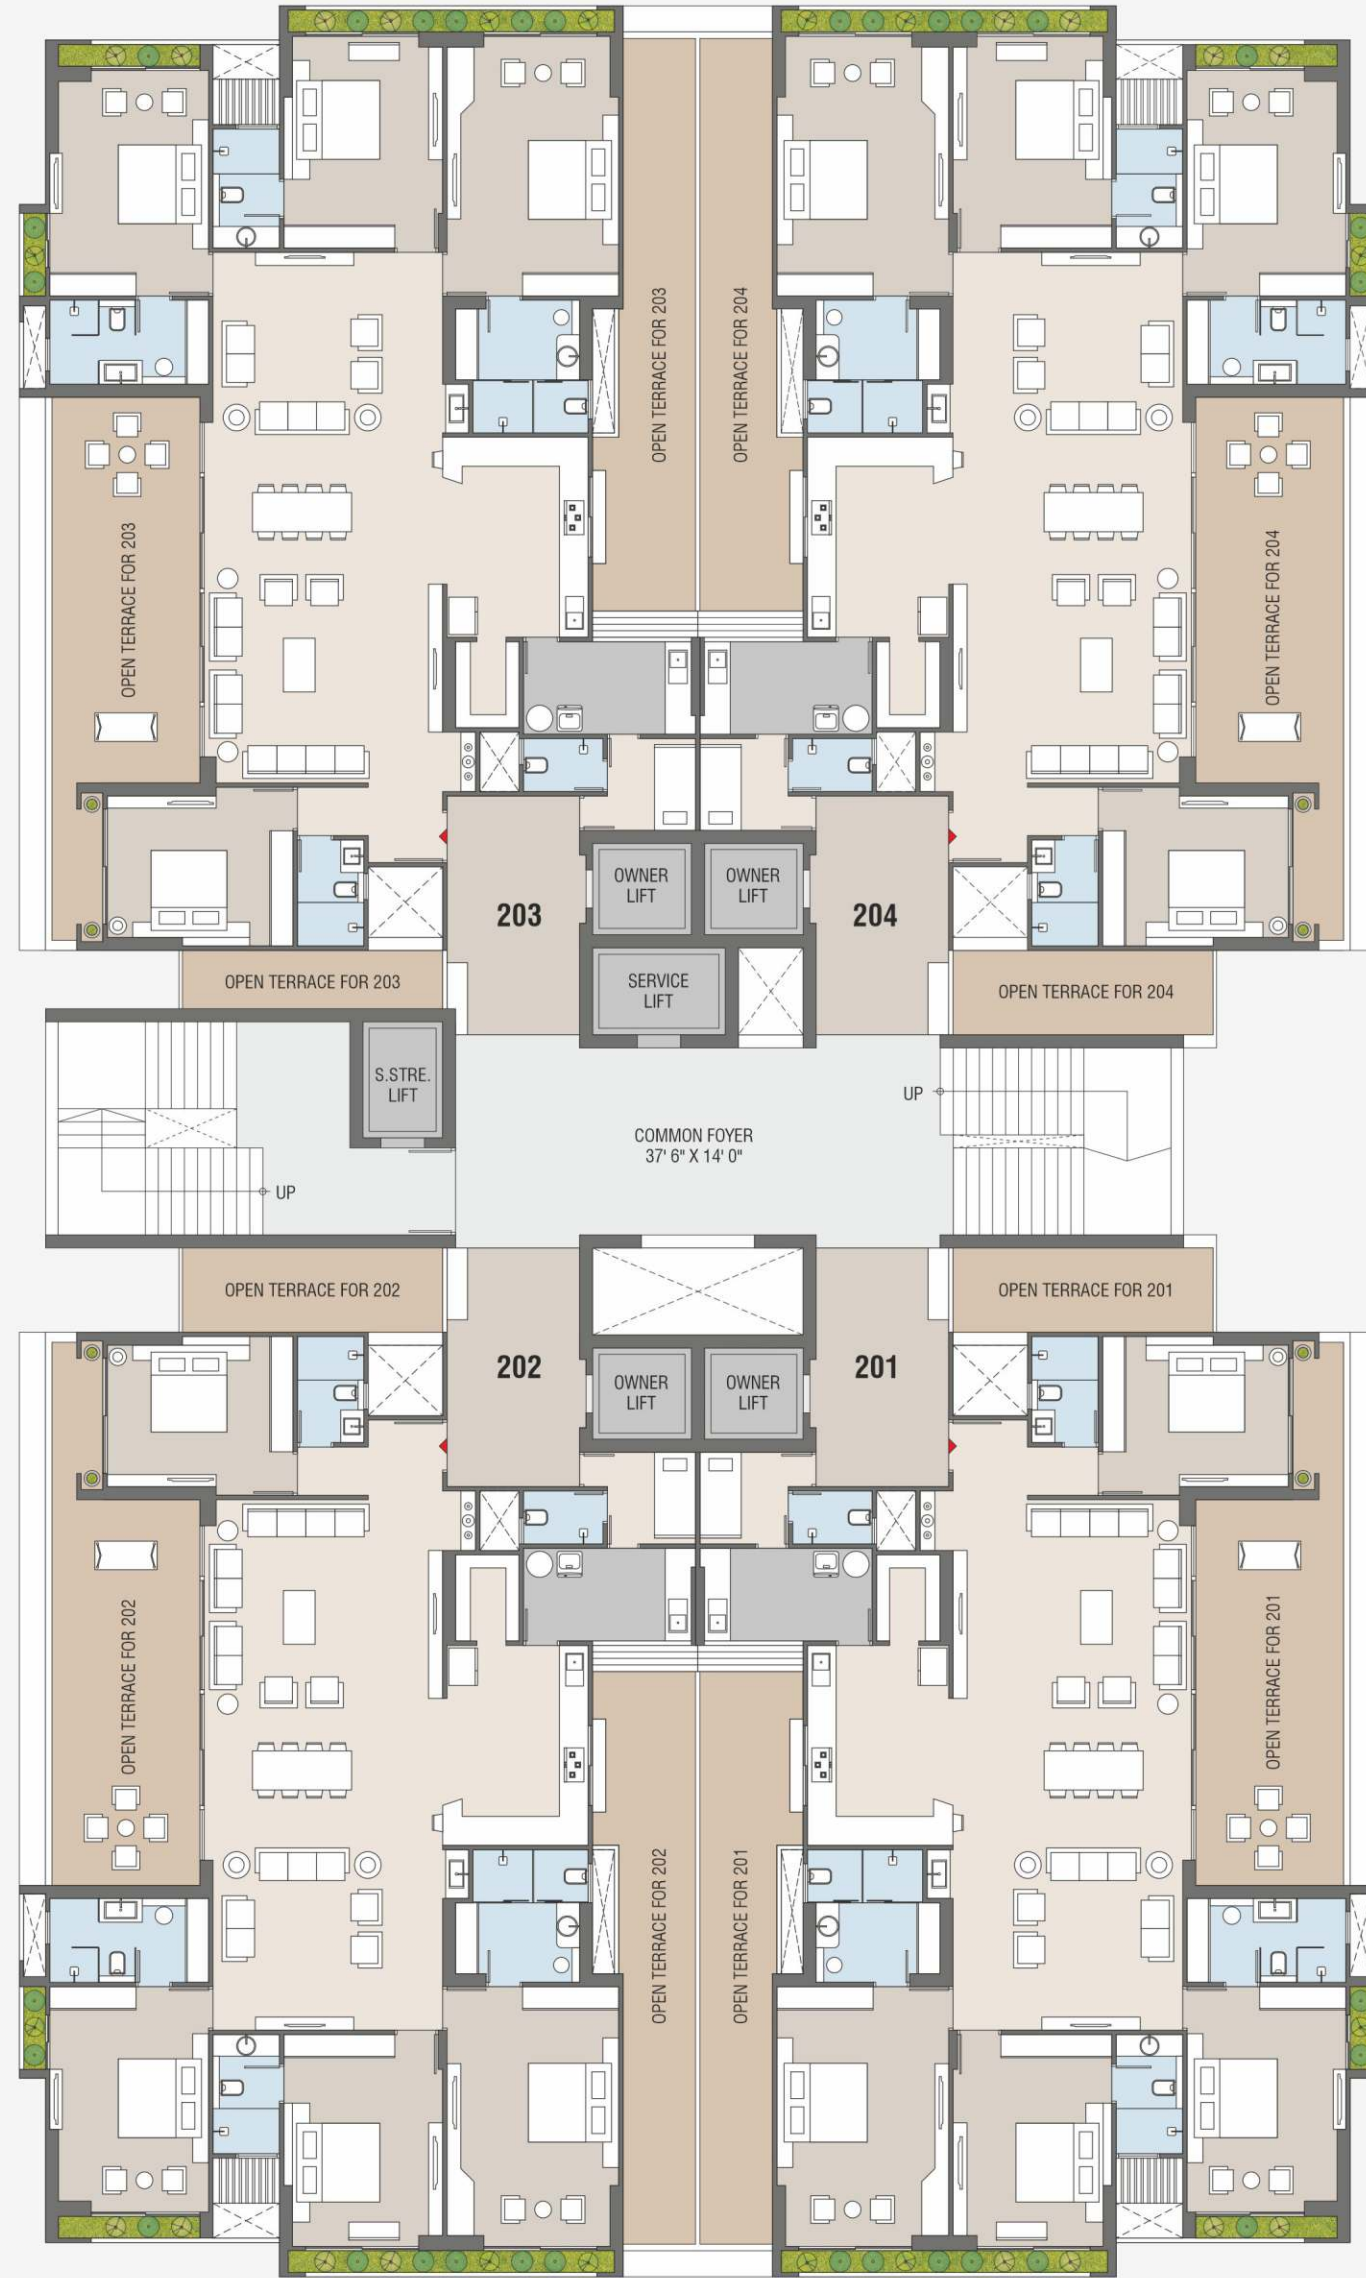 OPEN TERRACE FOR 203
OPEN TERRACE FOR 204
OPEN TERRACE FOR 203
OPEN TERRACE FOR 204
OWNER
LIFT
OWNER
LIFT
203
204
OPEN TERRACE FOR 203
SERVICE
LIFT
OPEN TERRACE FOR 204
S.STRE.
LIFT
UP
COMMON FOYER
37' 6" X 14' 0"
UP
OPEN TERRACE FOR 202
OPEN TERRACE FOR 201
202
OWNER
LIFT
OWNER
LIFT
201
OPEN TERRACE FOR 202
OPEN TERRACE FOR 201
OPEN TERRACE FOR 202
OPEN TERRACE FOR 201